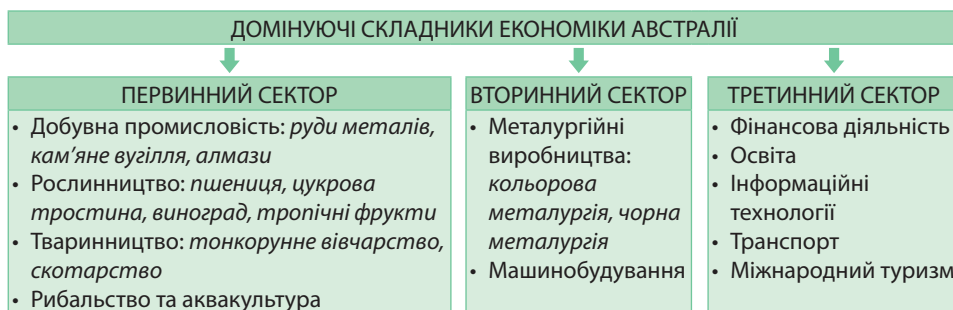 ДОМІНУЮЧІ СКЛАДНИКИ ЕКОНОМІКИ АВСТРАЛІЇ
ПЕРВИННИЙ СЕКТОР
• Добувна промисловість: руди металів,
кам’яне вугілля, алмази
• Рослинництво: пшениця, цукрова
тростина, виноград, тропічні фрукти
• Тваринництво: тонкорунне вівчарство,
скотарство
• Рибальство та аквакультура
ВТОРИННИЙ СЕКТОР
• Металургійні
виробництва:
кольорова
металургія, чорна
металургія
• Машинобудування
ТРЕТИННИЙ СЕКТОР
• Фінансова діяльність
• Освіта
• Інформаційні
технології
• Транспорт
• Міжнародний туризм